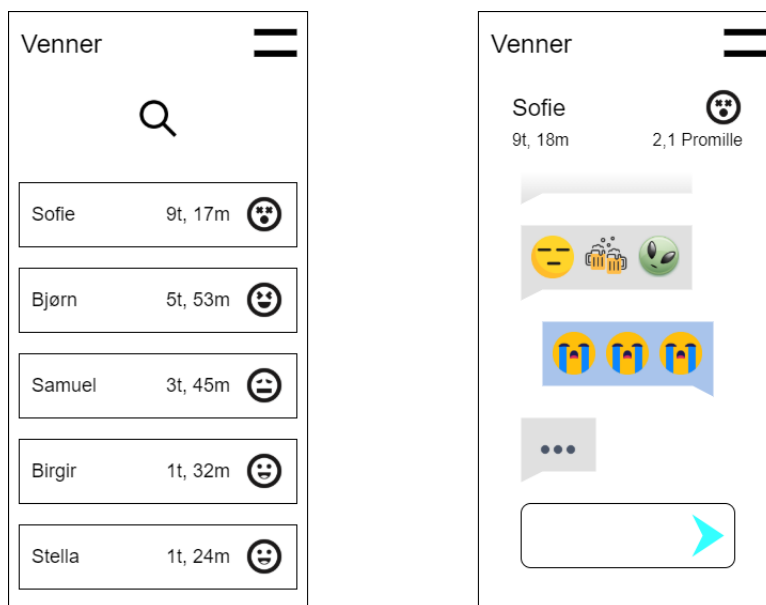 Venner
Sofie 9t, 17m
Bjørn 5t, 53m
Samuel 3t, 45m
Birgir 1t, 32m
Stella 1t, 24m
Venner
Sofie
9t, 18m 2,1 Promille